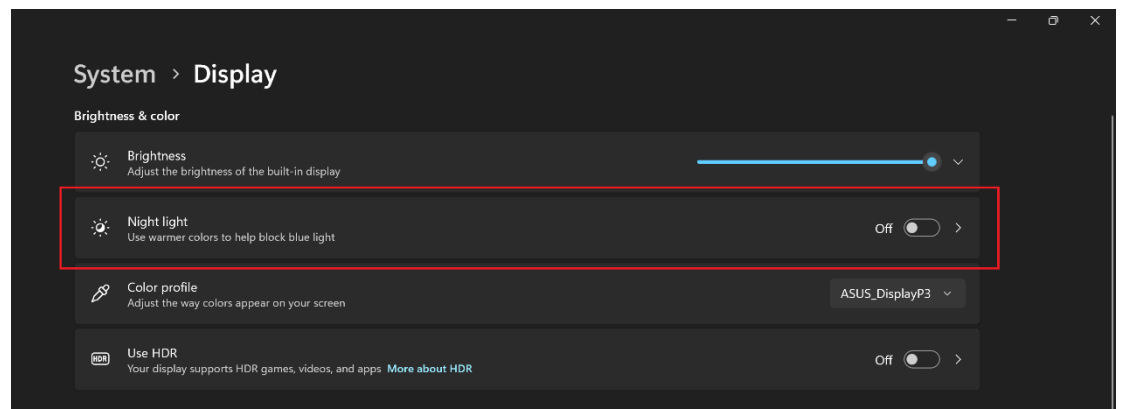 System > Display
Brightness & color
Brightness
Adjust the brightness of the built-in display
Night light
Use warmer colors to help block blue light
Off
Color profile
Adjust the way colors appear on your screen
ASUS_DisplayP3
HDR
Use HDR
Your display supports HDR games, videos, and apps More about HDR
Off